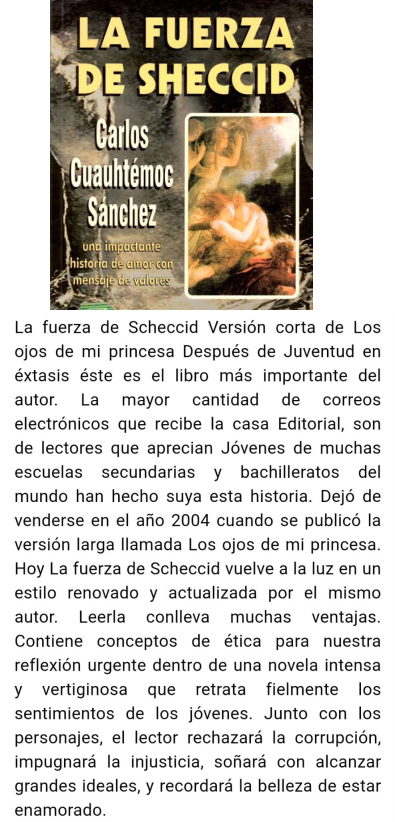 LA FUERZA
DE SHECCID
Carlos
Cuauhtémoc
Sánchez
una impactante
historia de amor con
mensaje de valores
La fuerza de Scheccid Versión corta de Los
ojos de mi princesa Después de Juventud en
éxtasis éste es el libro más importante del
autor. La mayor cantidad de correos
electrónicos que recibe la casa Editorial, son
de lectores que aprecian Jóvenes de muchas
escuelas secundarias y bachilleratos del
mundo han hecho suya esta historia. Dejó de
venderse en el año 2004 cuando se publicó la
versión larga llamada Los ojos de mi princesa.
Hoy La fuerza de Scheccid vuelve a la luz en un
estilo renovado y actualizada por el mismo
autor. Leerla conlleva muchas ventajas.
Contiene conceptos de ética para nuestra
reflexión urgente dentro de una novela intensa
y vertiginosa que retrata fielmente los
sentimientos de los jóvenes. Junto con los
personajes, el lector rechazará la corrupción,
impugnará la injusticia, soñará con alcanzar
grandes ideales, y recordará la belleza de estar
enamorado.